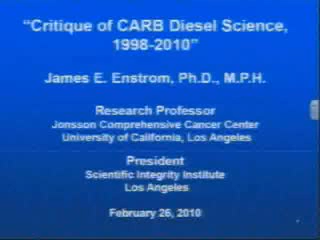 “Critique of CARB Diesel Science,
1998-2010”
James E. Enstrom, Ph.D., M.P.H.
Research Professor
Jonsson Comprehensive Cancer Center
University of California, Los Angeles
President
Scientific Integrity Institute
Los Angeles
February 26, 2010